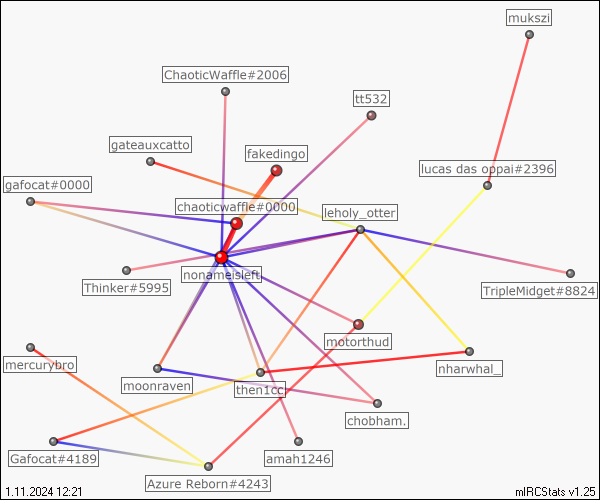 mukszi
ChaoticWaffle#2006
tt532
gateauxcatto
fakedingo
lucas das oppai#2396
gafocat#0000
chaoticwaffle#0000
leholy_otter
nonameisleft
Thinker#5995
TripleMidget#8824
motorthud
mercurybro
nharwhal_
moonraven
then1cc
chobham.
Gafocat#4189
amah1246
Azure Reborn#4243
1.11.2024 12:21
mIRCStats v1.25